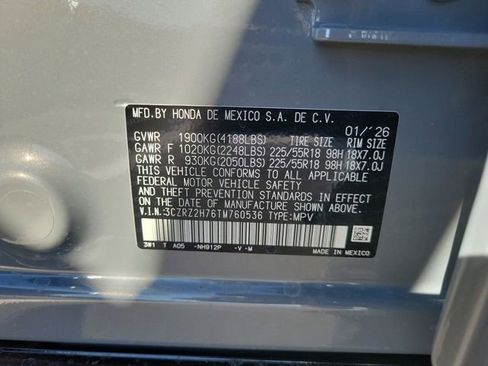 MFD.BY HONDA DE MEXICO S.A. DE C.V.
01/'26
GVWR 1900KG(4188LBS) TIRE SIZE RIM SIZE
GAWR F 1020KG(2248LBS) 225/55R18 98H 18X7.0J
GAWR R 930KG(2050LBS) 225/55R18 98H 18X7.0J
THIS VEHICLE CONFORMS TO ALL APPLICABLE
FEDERAL MOTOR VEHICLE SAFETY
AND THEFT PREVENTION STANDARDS IN EFFECT
ON THE DATE OF MANUFACTURE SHOWN ABOVE.
V.I.N.:3CZRZ2H76TM760536 TYPE:MPV
3W1 T A05 -NH912P -V-M
MADE IN MEXICO